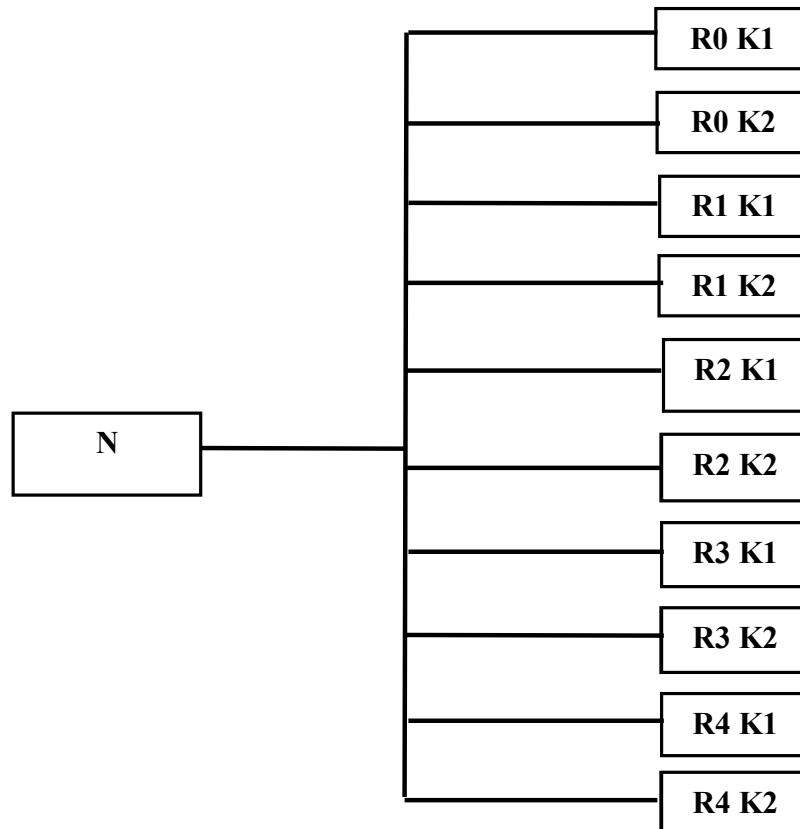 R0 K1
R0 K2
R1 K1
R1 K2
R2 K1
N
R2 K2
R3 K1
R3 K2
R4 K1
R4 K2